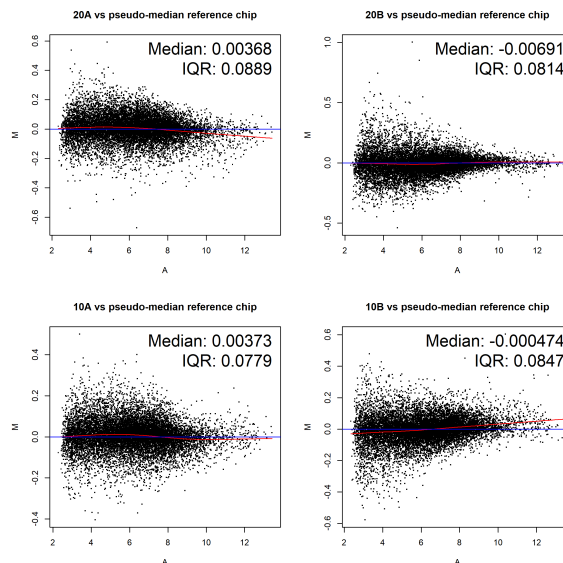 20A vs pseudo-median reference chip
Median: 0.00368
IQR: 0.0889
0.6
0.4
0.2
0.0
-0.2
-0.4
-0.6
M
2 4 6 8 10 12
A
20B vs pseudo-median reference chip
Median: -0.00691
IQR: 0.0814
1.0
0.5
0.0
-0.5
M
2 4 6 8 10 12
A
10A vs pseudo-median reference chip
Median: 0.00373
IQR: 0.0779
0.4
0.2
0.0
-0.2
-0.4
M
2 4 6 8 10 12
A
10B vs pseudo-median reference chip
Median: -0.000474
IQR: 0.0847
0.6
0.4
0.2
0.0
-0.2
-0.4
-0.6
M
2 4 6 8 10 12
A